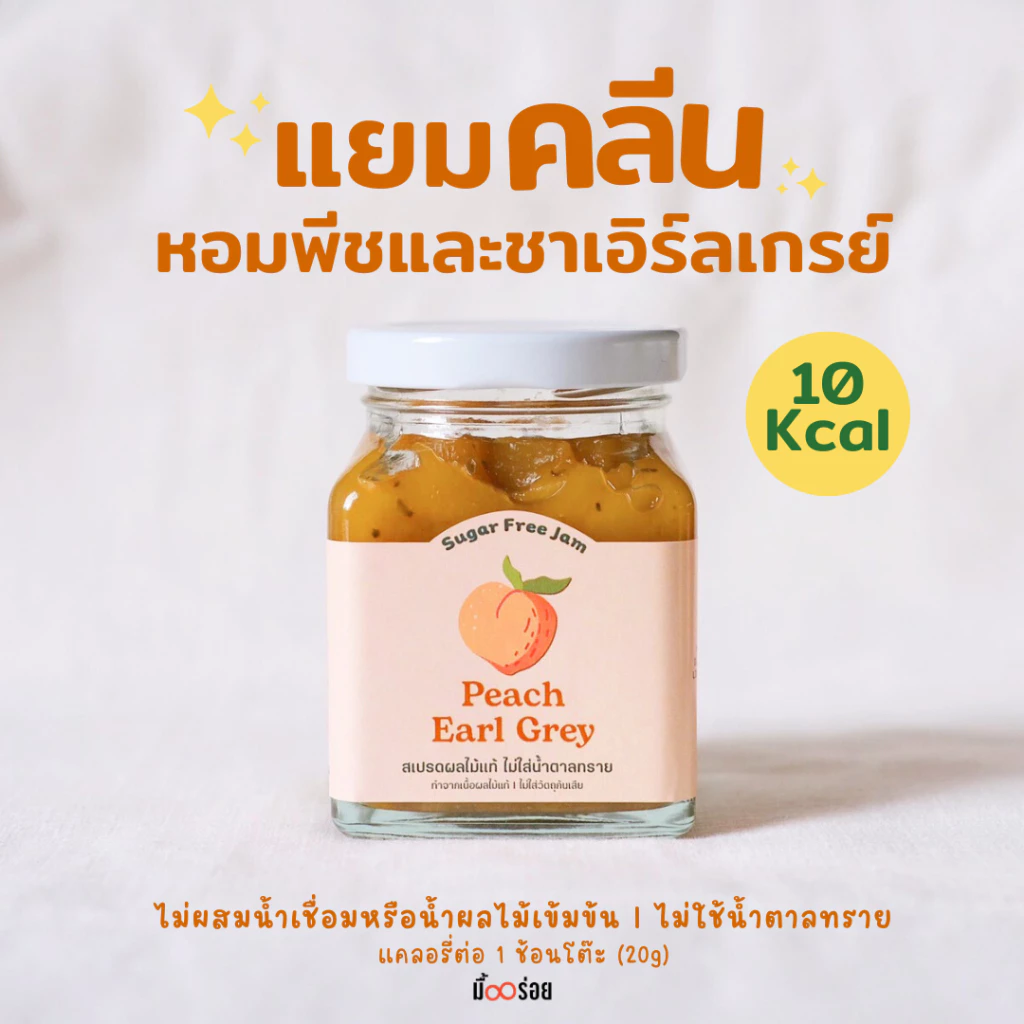 แยมคลีน
หอมพีชและชาเอิร์ลเกรย์
10
Kcal
Sugar Free Jam
Peach
Earl Grey
สเปรดผลไม้แท้ ไม่ใส่น้ำตาลทราย
ทำจากเนื้อผลไม้แท้ | ไม่ใส่วัตถุกันเสีย
ไม่ผสมน้ำเชื่อมหรือน้ำผลไม้เข้มข้น | ไม่ใช้น้ำตาลทราย
แคลอรี่ต่อ 1 ช้อนโต๊ะ (20g)